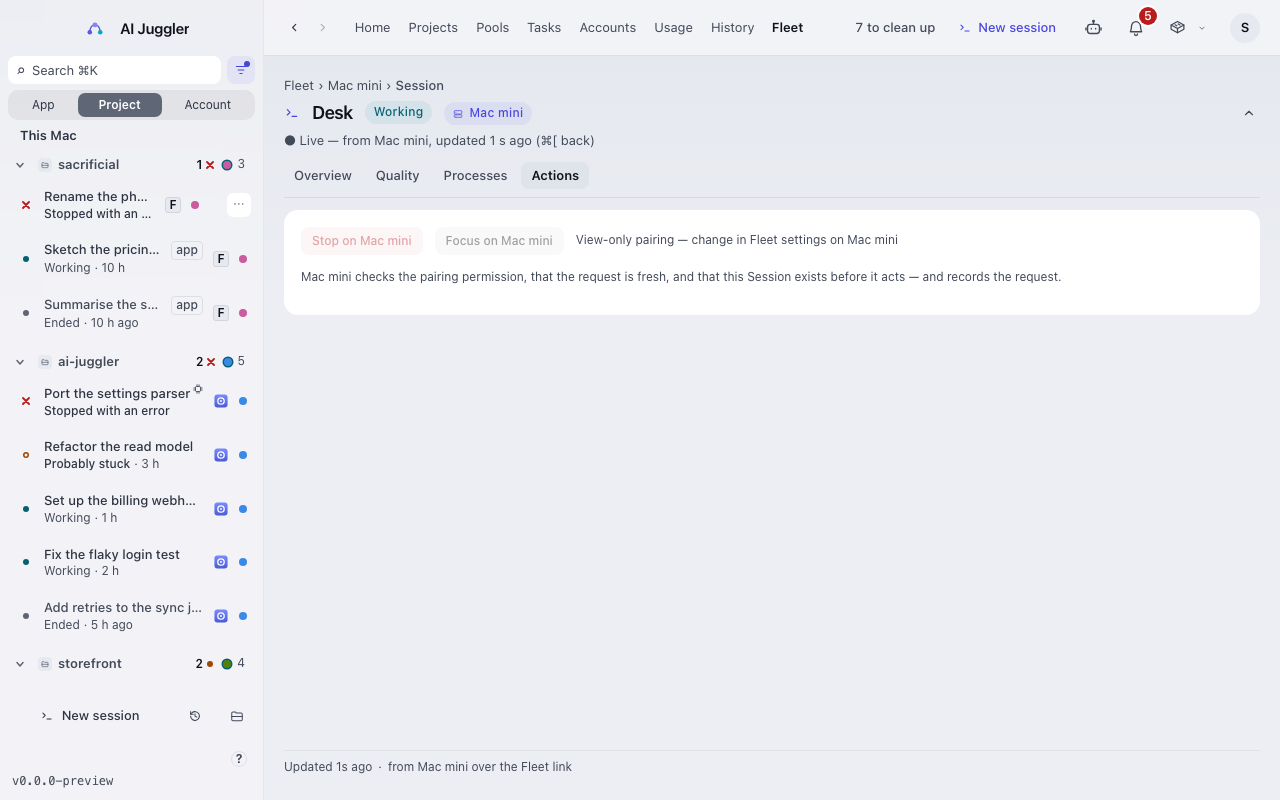 AI Juggler
Search ⌘K
App Project Account
This Mac
sacrificial 1 3
Rename the ph... F
Stopped with an ...
Sketch the pricin... app F
Working · 10 h
Summarise the s... app F
Ended · 10 h ago
ai-juggler 2 5
Port the settings parser
Stopped with an error
Refactor the read model
Probably stuck · 3 h
Set up the billing webh...
Working · 1 h
Fix the flaky login test
Working · 2 h
Add retries to the sync j...
Ended · 5 h ago
storefront 2 4
New session
?
v0.0.0-preview
Home Projects Pools Tasks Accounts Usage History Fleet 7 to clean up New session 5 S
Fleet › Mac mini › Session
Desk Working Mac mini
Live — from Mac mini, updated 1 s ago (⌘[ back)
Overview Quality Processes Actions
Stop on Mac mini Focus on Mac mini View-only pairing — change in Fleet settings on Mac mini
Mac mini checks the pairing permission, that the request is fresh, and that this Session exists before it acts — and records the request.
Updated 1s ago · from Mac mini over the Fleet link